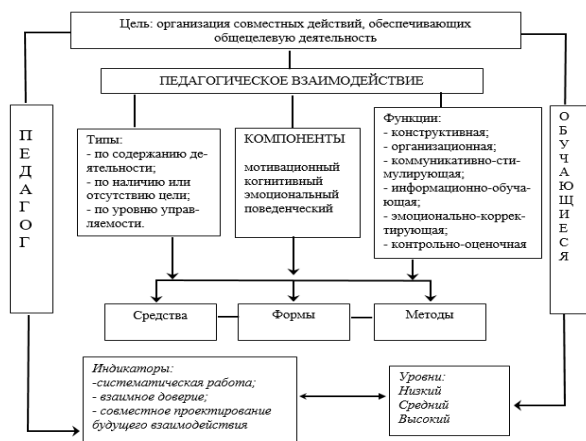 Цель: организация совместных действий, обеспечивающих
общецелевую деятельность
ПЕДАГОГИЧЕСКОЕ ВЗАИМОДЕЙСТВИЕ
ПЕДАГОГ
Типы:
- по содержанию де-
ятельности;
- по наличию или
отсутствию цели;
- по уровню управ-
ляемости.
КОМПОНЕНТЫ
мотивационный
когнитивный
эмоциональный
поведенческий
Функции:
- конструктивная;
- организационная;
- коммуникативно-сти-
мулирующая;
- информационно-обуча-
ющая;
- эмоционально-коррек-
тирующая;
- контрольно-оценочная
ОБУЧАЮЩИЕСЯ
Средства
Формы
Методы
Индикаторы:
-систематическая работа;
- взаимное доверие;
- совместное проектирование
будущего взаимодействия
Уровни:
Низкий
Средний
Высокий